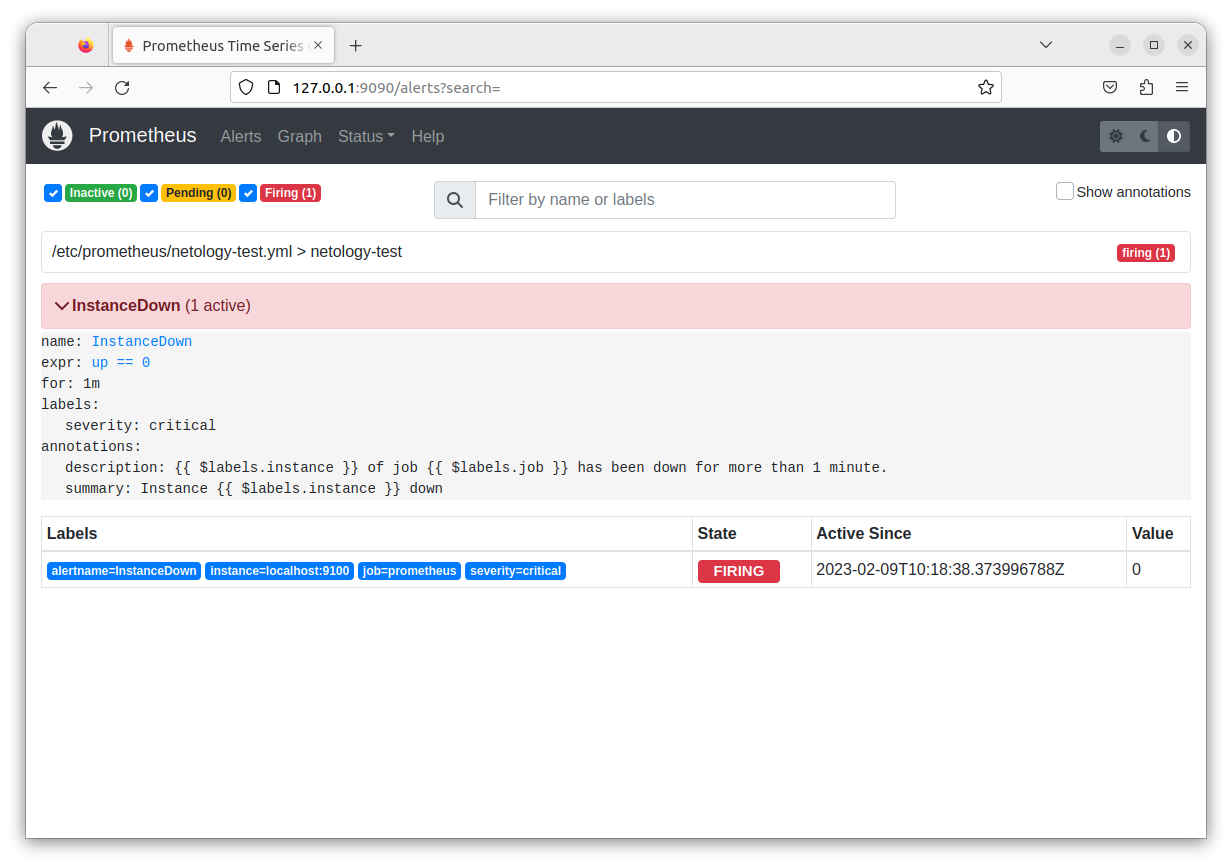 Prometheus Time Series
127.0.0.1:9090/alerts?search=
Prometheus Alerts Graph Status Help
Inactive (0) Pending (0) Firing (1) Filter by name or labels Show annotations
/etc/prometheus/netology-test.yml > netology-test firing (1)
InstanceDown (1 active)
name: InstanceDown
expr: up == 0
for: 1m
labels:
severity: critical
annotations:
description: {{ $labels.instance }} of job {{ $labels.job }} has been down for more than 1 minute.
summary: Instance {{ $labels.instance }} down
Labels State Active Since Value
alertname=InstanceDown instance=localhost:9100 job=prometheus severity=critical FIRING 2023-02-09T10:18:38.373996788Z 0